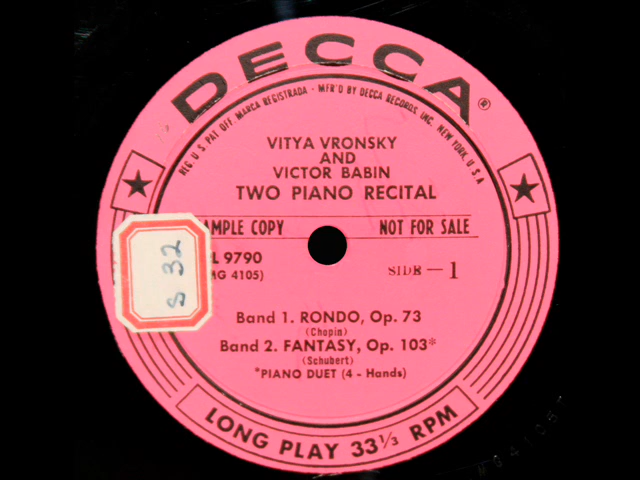 DECCA®
REG. U.S. PAT. OFF. MARCA REGISTRADA - MFR'D BY DECCA RECORDS, INC., NEW YORK, U.S.A.
VITYA VRONSKY
AND
VICTOR BABIN
TWO PIANO RECITAL
AMPLE COPY NOT FOR SALE
L 9790
MG 4105) SIDE - 1
S 32
Band 1. RONDO, Op. 73
(Chopin)
Band 2. FANTASY, Op. 103*
(Schubert)
*PIANO DUET (4 - Hands)
LONG PLAY 33⅓ RPM